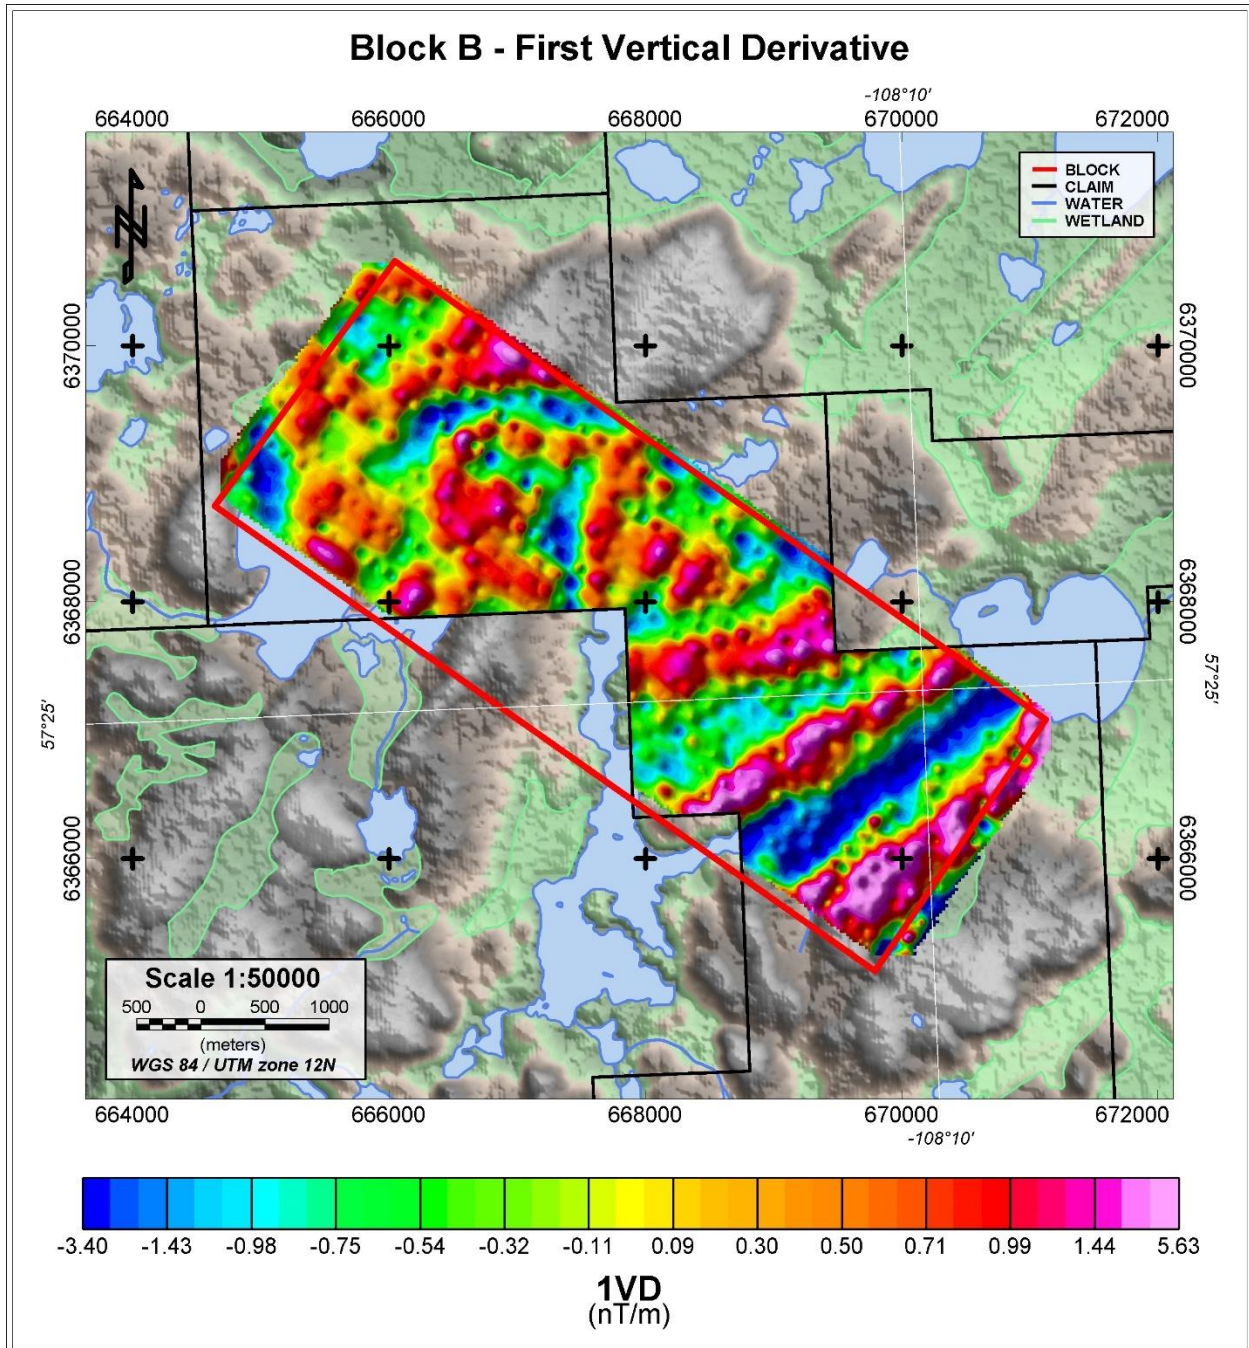 Block B - First Vertical Derivative
-108°10'
664000 666000 668000 670000 672000
BLOCK
CLAIM
WATER
WETLAND
6370000 6370000
6368000 6368000
57°25' 57°25'
6366000 6366000
Scale 1:50000
500 0 500 1000
(meters)
WGS 84 / UTM zone 12N
664000 666000 668000 670000 672000
-108°10'
-3.40 -1.43 -0.98 -0.75 -0.54 -0.32 -0.11 0.09 0.30 0.50 0.71 0.99 1.44 5.63
1VD
(nT/m)